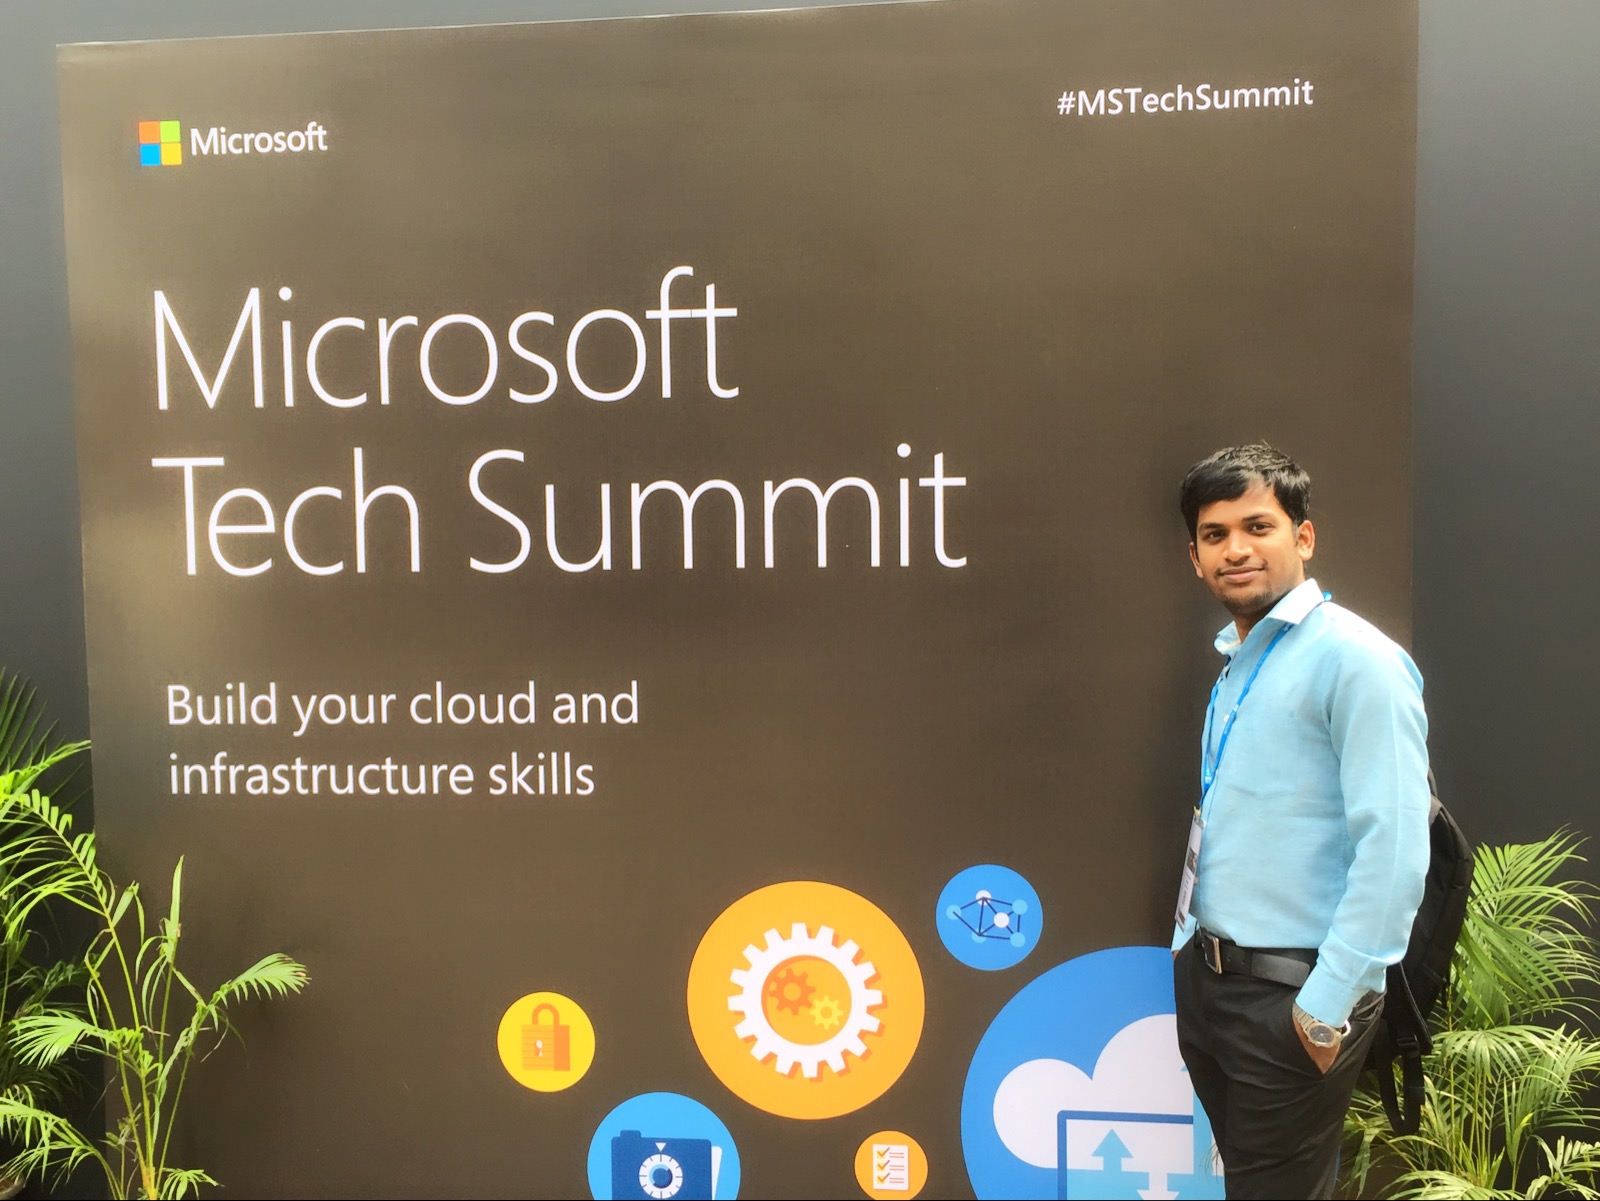 Microsoft
#MSTechSummit
Microsoft
Tech Summit
Build your cloud and
infrastructure skills